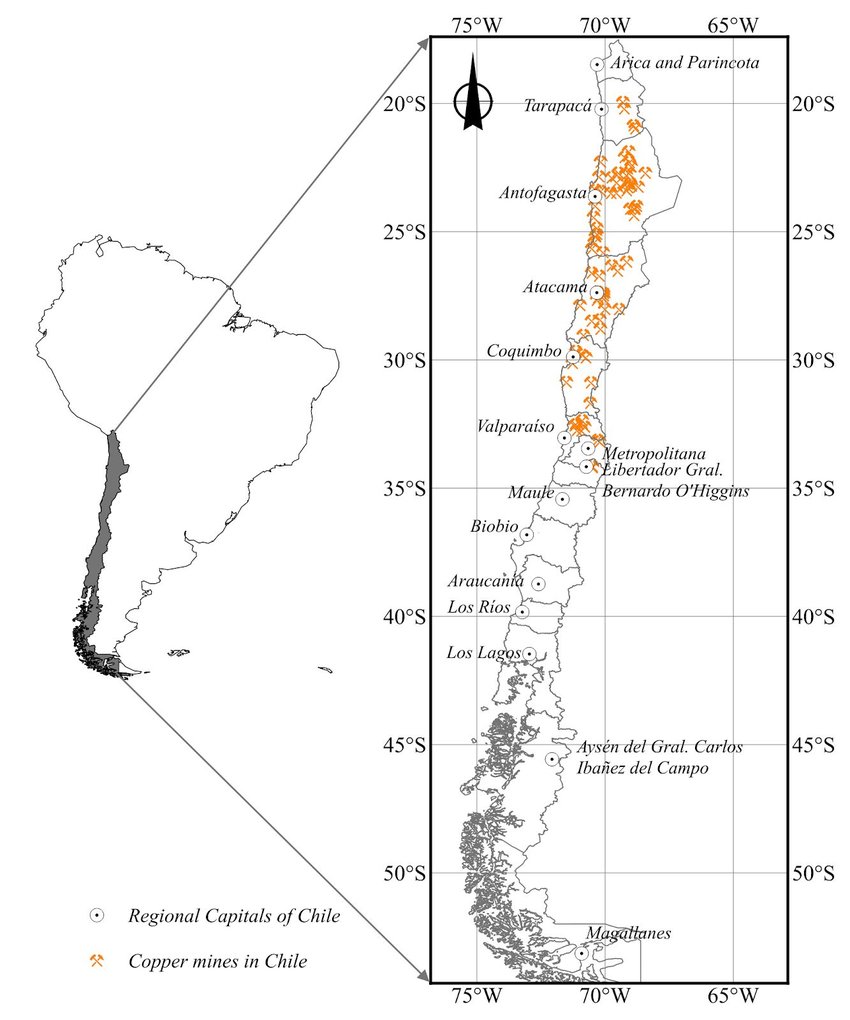 75°W 70°W 65°W
Arica and Parincota
20°S Tarapacá 20°S
Antofagasta
25°S 25°S
Atacama
Coquimbo
30°S 30°S
Valparaíso
Metropolitana
Libertador Gral.
Bernardo O'Higgins
35°S Maule 35°S
Biobio
Araucanía
Los Ríos
40°S 40°S
Los Lagos
45°S 45°S
Aysén del Gral. Carlos
Ibañez del Campo
50°S 50°S
Magallanes
75°W 70°W 65°W
Regional Capitals of Chile
Copper mines in Chile